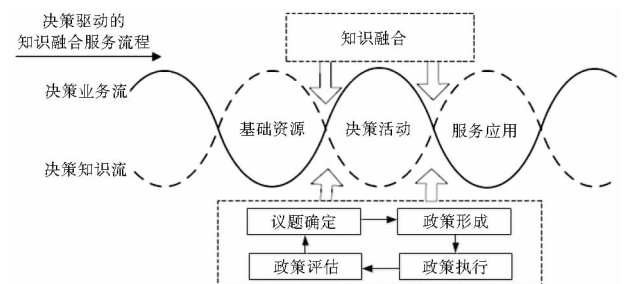 决策驱动的
知识融合服务流程
知识融合
决策业务流
基础资源
决策活动
服务应用
决策知识流
议题确定
政策形成
政策评估
政策执行